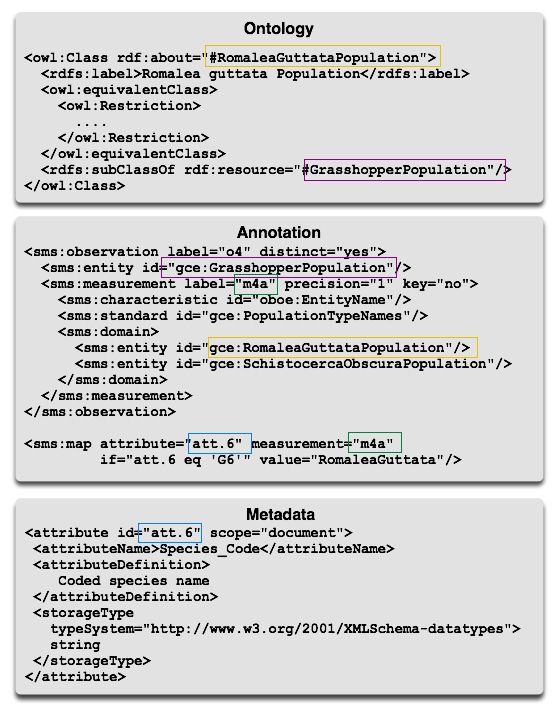 Ontology
<owl:Class rdf:about="#RomaleaGuttataPopulation">
<rdfs:label>Romalea guttata Population</rdfs:label>
<owl:equivalentClass>
<owl:Restriction>
....
</owl:Restriction>
</owl:equivalentClass>
<rdfs:subClassOf rdf:resource="#GrasshopperPopulation"/>
</owl:Class>
Annotation
<sms:observation label="o4" distinct="yes">
<sms:entity id="gce:GrasshopperPopulation"/>
<sms:measurement label="m4a" precision="1" key="no">
<sms:characteristic id="oboe:EntityName"/>
<sms:standard id="gce:PopulationTypeNames"/>
<sms:domain>
<sms:entity id="gce:RomaleaGuttataPopulation"/>
<sms:entity id="gce:SchistocercaObscuraPopulation"/>
</sms:domain>
</sms:measurement>
</sms:observation>
<sms:map attribute="att.6" measurement="m4a"
if="att.6 eq 'G6'" value="RomaleaGuttata"/>
Metadata
<attribute id="att.6" scope="document">
<attributeName>Species_Code</attributeName>
<attributeDefinition>
Coded species name
</attributeDefinition>
<storageType
typeSystem="http://www.w3.org/2001/XMLSchema-datatypes">
string
</storageType>
</attribute>